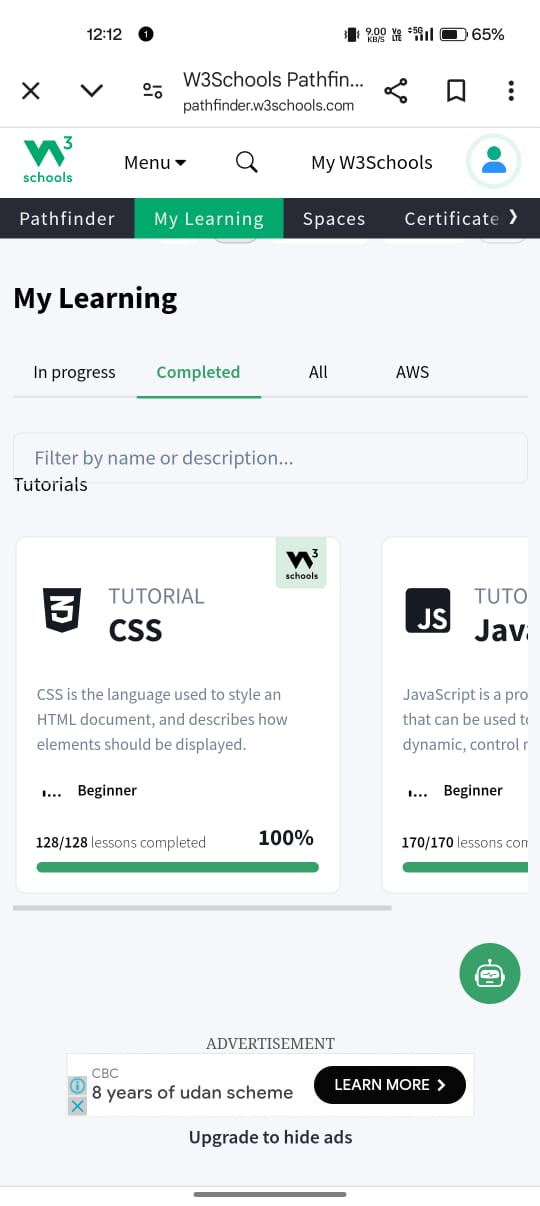 12:12 1 9.00 KB/S Vo LTE 5G 65%
W3Schools Pathfin...
pathfinder.w3schools.com
W3 schools Menu My W3Schools
Pathfinder My Learning Spaces Certificate
My Learning
In progress Completed All AWS
Filter by name or description...
Tutorials
W3 schools
TUTORIAL
CSS
CSS is the language used to style an
HTML document, and describes how
elements should be displayed.
Beginner
128/128 lessons completed 100%
JS
TUTO
Java
JavaScript is a pro
that can be used to
dynamic, control
Beginner
170/170 lessons com
ADVERTISEMENT
CBC
8 years of udan scheme
LEARN MORE
Upgrade to hide ads